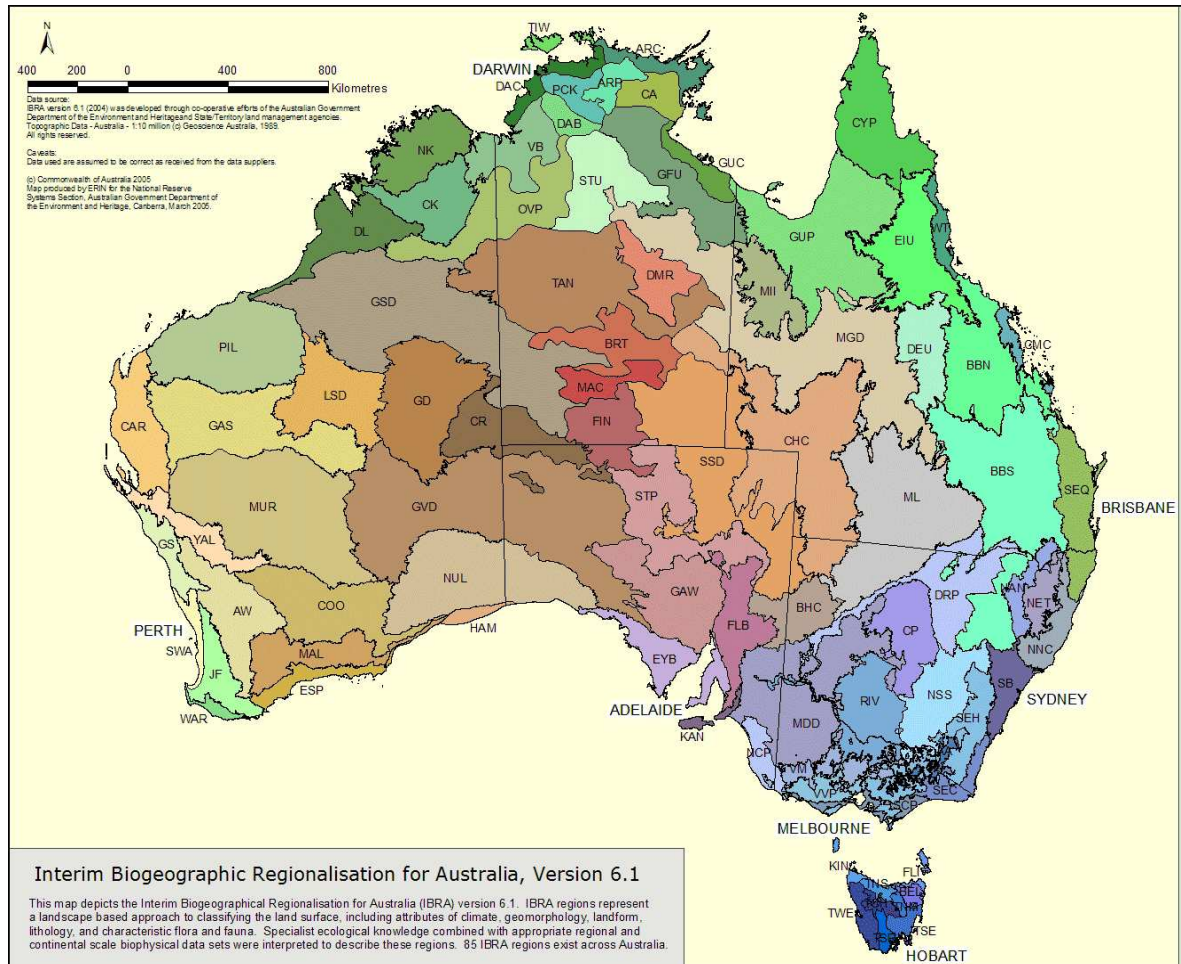 N
400 200 0 400 800
Kilometres
Data source:
IBRA version 6.1 (2004) was developed through co-operative efforts of the Australian Government
Department of the Environment and Heritageand State/Territory land management agencies.
Topographic Data - Australia - 1:10 million (c) Geoscience Australia, 1989.
All rights reserved.
Caveats:
Data used are assumed to be correct as received from the data suppliers.
(c) Commonwealth of Australia 2005
Map produced by ERIN for the National Reserve
Systems Section, Australian Government Department of
the Environment and Heritage, Canberra, March 2005.
TIW
ARC
DARWIN
DAC
PCK
ARP
CA
DAB
CYP
NK
VB
GUC
STU
GFU
CK
OVP
DL
GUP
EIU
WT
TAN
DMR
MII
GSD
PIL
BRT
MGD
DEU
BBN
CMC
MAC
LSD
GD
CAR
GAS
CR
FIN
CHC
SSD
BBS
SEQ
BRISBANE
MUR
GVD
STP
ML
GS
YAL
NUL
GAW
AW
COO
BHC
DRP
NAN
NET
PERTH
SWA
HAM
FLB
CP
NNC
MAL
JF
EYB
ESP
WAR
ADELAIDE
KAN
RIV
NSS
SB
SYDNEY
MDD
SEH
NCP
VM
VVP
SCP
SEC
MELBOURNE
KIN
FLI
TNS
BEL
TWE
TSE
HOBART
Interim Biogeographic Regionalisation for Australia, Version 6.1
This map depicts the Interim Biogeographical Regionalisation for Australia (IBRA) version 6.1. IBRA regions represent
a landscape based approach to classifying the land surface, including attributes of climate, geomorphology, landform,
lithology, and characteristic flora and fauna. Specialist ecological knowledge combined with appropriate regional and
continental scale biophysical data sets were interpreted to describe these regions. 85 IBRA regions exist across Australia.